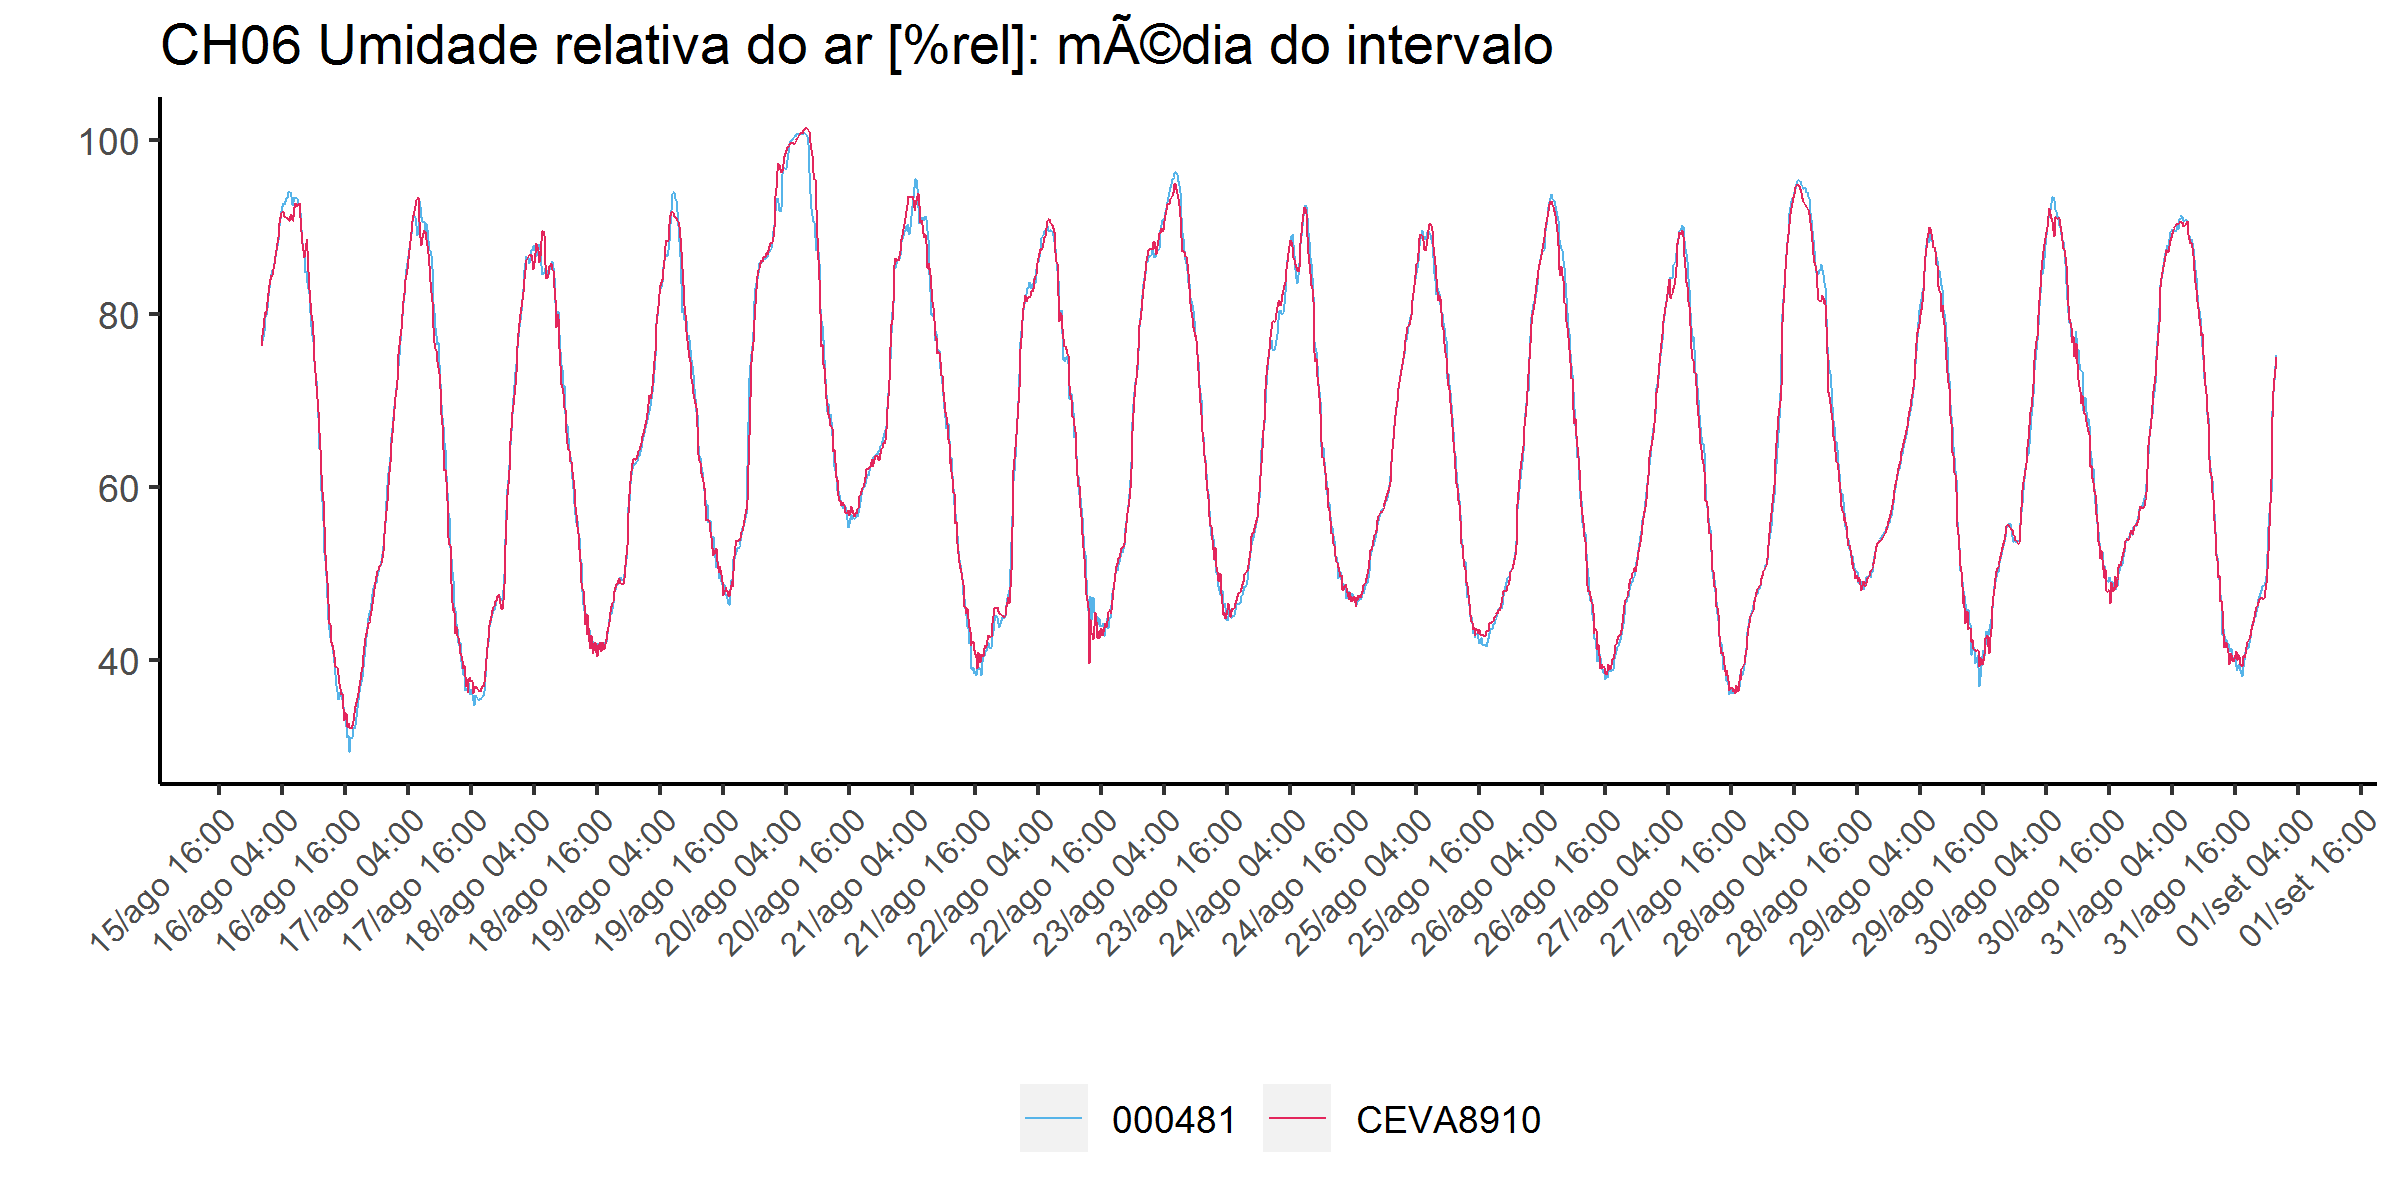 CH06 Umidade relativa do ar [%rel]: mÃ©dia do intervalo
100
80
60
40
15/ago 16:00
16/ago 04:00
16/ago 16:00
17/ago 04:00
17/ago 16:00
18/ago 04:00
18/ago 16:00
19/ago 04:00
19/ago 16:00
20/ago 04:00
20/ago 16:00
21/ago 04:00
21/ago 16:00
22/ago 04:00
22/ago 16:00
23/ago 04:00
23/ago 16:00
24/ago 04:00
24/ago 16:00
25/ago 04:00
25/ago 16:00
26/ago 04:00
26/ago 16:00
27/ago 04:00
27/ago 16:00
28/ago 04:00
28/ago 16:00
29/ago 04:00
29/ago 16:00
30/ago 04:00
30/ago 16:00
31/ago 04:00
31/ago 16:00
01/set 04:00
01/set 16:00
000481
CEVA8910